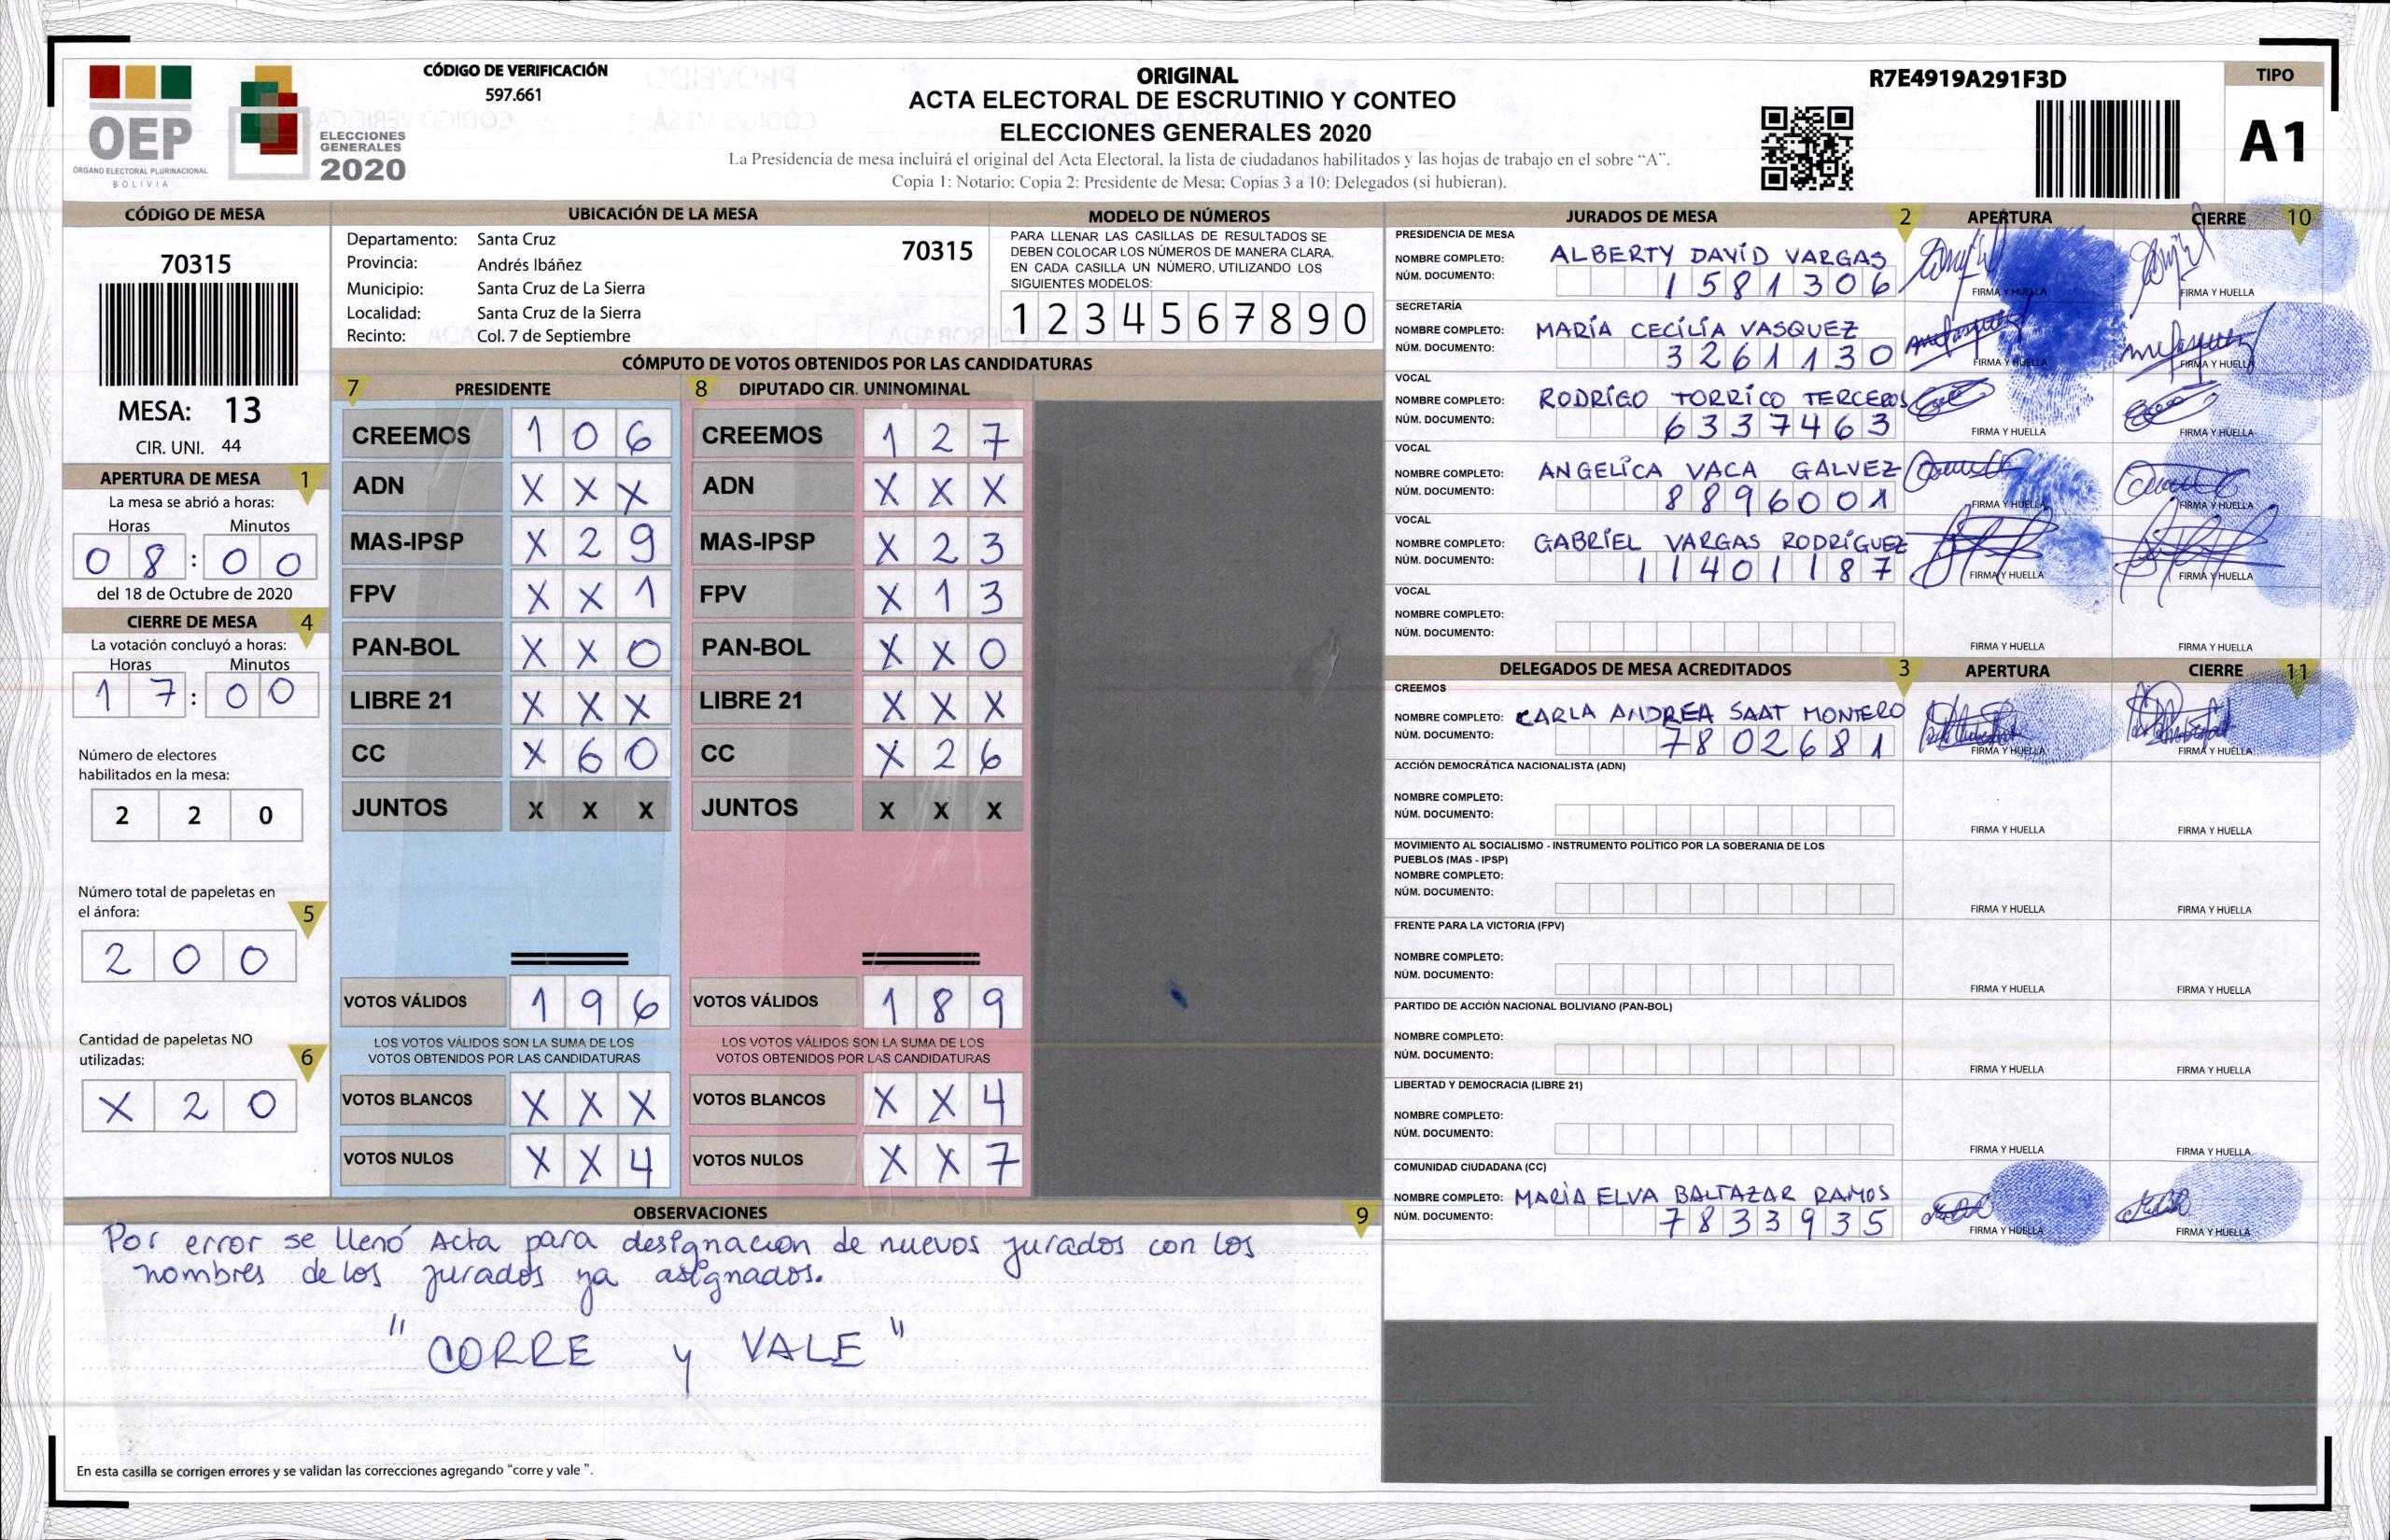 OEP
ÓRGANO ELECTORAL PLURINACIONAL
BOLIVIA
ELECCIONES
GENERALES
2020
CÓDIGO DE VERIFICACIÓN
597.661
ORIGINAL
ACTA ELECTORAL DE ESCRUTINIO Y CONTEO
ELECCIONES GENERALES 2020
La Presidencia de mesa incluirá el original del Acta Electoral, la lista de ciudadanos habilitados y las hojas de trabajo en el sobre “A”.
Copia 1: Notario; Copia 2: Presidente de Mesa; Copias 3 a 10: Delegados (si hubieran).
R7E4919A291F3D
TIPO
A1
CÓDIGO DE MESA
70315
MESA: 13
CIR. UNI. 44
APERTURA DE MESA 1
La mesa se abrió a horas:
Horas Minutos
08:00
del 18 de Octubre de 2020
CIERRE DE MESA 4
La votación concluyó a horas:
Horas Minutos
17:00
Número de electores
habilitados en la mesa:
2 2 0
Número total de papeletas en
el ánfora: 5
2 0 0
Cantidad de papeletas NO
utilizadas: 6
X 2 0
UBICACIÓN DE LA MESA
Departamento: Santa Cruz 70315
Provincia: Andrés Ibáñez
Municipio: Santa Cruz de La Sierra
Localidad: Santa Cruz de la Sierra
Recinto: Col. 7 de Septiembre
MODELO DE NÚMEROS
PARA LLENAR LAS CASILLAS DE RESULTADOS SE
DEBEN COLOCAR LOS NÚMEROS DE MANERA CLARA.
EN CADA CASILLA UN NÚMERO, UTILIZANDO LOS
SIGUIENTES MODELOS:
1 2 3 4 5 6 7 8 9 0
CÓMPUTO DE VOTOS OBTENIDOS POR LAS CANDIDATURAS
7 PRESIDENTE
CREEMOS 1 0 6
ADN X X X
MAS-IPSP X 2 9
FPV X X 1
PAN-BOL X X 0
LIBRE 21 X X X
CC X 6 0
JUNTOS X X X
VOTOS VÁLIDOS 1 9 6
LOS VOTOS VÁLIDOS SON LA SUMA DE LOS
VOTOS OBTENIDOS POR LAS CANDIDATURAS
VOTOS BLANCOS X X X
VOTOS NULOS X X 4
8 DIPUTADO CIR. UNINOMINAL
CREEMOS 1 2 7
ADN X X X
MAS-IPSP X 2 3
FPV X 1 3
PAN-BOL X X 0
LIBRE 21 X X X
CC X 2 6
JUNTOS X X X
VOTOS VÁLIDOS 1 8 9
LOS VOTOS VÁLIDOS SON LA SUMA DE LOS
VOTOS OBTENIDOS POR LAS CANDIDATURAS
VOTOS BLANCOS X X 4
VOTOS NULOS X X 7
OBSERVACIONES 9
Por error se llenó Acta para designacion de nuevos jurados con los
nombres de los jurados ya asignados.
"CORRE y VALE"
En esta casilla se corrigen errores y se validan las correcciones agregando “corre y vale ”.
JURADOS DE MESA 2 APERTURA CIERRE 10
PRESIDENCIA DE MESA
NOMBRE COMPLETO: ALBERTY DAVID VARGAS
NÚM. DOCUMENTO: 1581306
FIRMA Y HUELLA FIRMA Y HUELLA
SECRETARÍA
NOMBRE COMPLETO: MARÍA CECÍLÍA VASQUEZ
NÚM. DOCUMENTO: 3261130
FIRMA Y HUELLA FIRMA Y HUELLA
VOCAL
NOMBRE COMPLETO: RODRÍGO TORRÍCO TERCEROS
NÚM. DOCUMENTO: 6337463
FIRMA Y HUELLA FIRMA Y HUELLA
VOCAL
NOMBRE COMPLETO: ANGELÍCA VACA GALVEZ
NÚM. DOCUMENTO: 8896001
FIRMA Y HUELLA FIRMA Y HUELLA
VOCAL
NOMBRE COMPLETO: GABRÍEL VARGAS RODRÍGUEZ
NÚM. DOCUMENTO: 11401187
FIRMA Y HUELLA FIRMA Y HUELLA
VOCAL
NOMBRE COMPLETO:
NÚM. DOCUMENTO:
FIRMA Y HUELLA FIRMA Y HUELLA
DELEGADOS DE MESA ACREDITADOS 3 APERTURA CIERRE 11
CREEMOS
NOMBRE COMPLETO: CARLA ANDREA SAAT MONTERO
NÚM. DOCUMENTO: 7802681
FIRMA Y HUELLA FIRMA Y HUELLA
ACCIÓN DEMOCRÁTICA NACIONALISTA (ADN)
NOMBRE COMPLETO:
NÚM. DOCUMENTO:
FIRMA Y HUELLA FIRMA Y HUELLA
MOVIMIENTO AL SOCIALISMO - INSTRUMENTO POLÍTICO POR LA SOBERANIA DE LOS
PUEBLOS (MAS - IPSP)
NOMBRE COMPLETO:
NÚM. DOCUMENTO:
FIRMA Y HUELLA FIRMA Y HUELLA
FRENTE PARA LA VICTORIA (FPV)
NOMBRE COMPLETO:
NÚM. DOCUMENTO:
FIRMA Y HUELLA FIRMA Y HUELLA
PARTIDO DE ACCIÓN NACIONAL BOLIVIANO (PAN-BOL)
NOMBRE COMPLETO:
NÚM. DOCUMENTO:
FIRMA Y HUELLA FIRMA Y HUELLA
LIBERTAD Y DEMOCRACIA (LIBRE 21)
NOMBRE COMPLETO:
NÚM. DOCUMENTO:
FIRMA Y HUELLA FIRMA Y HUELLA
COMUNIDAD CIUDADANA (CC)
NOMBRE COMPLETO: MARÍA ELVA BALTAZAR RAMOS
NÚM. DOCUMENTO: 7833935
FIRMA Y HUELLA FIRMA Y HUELLA